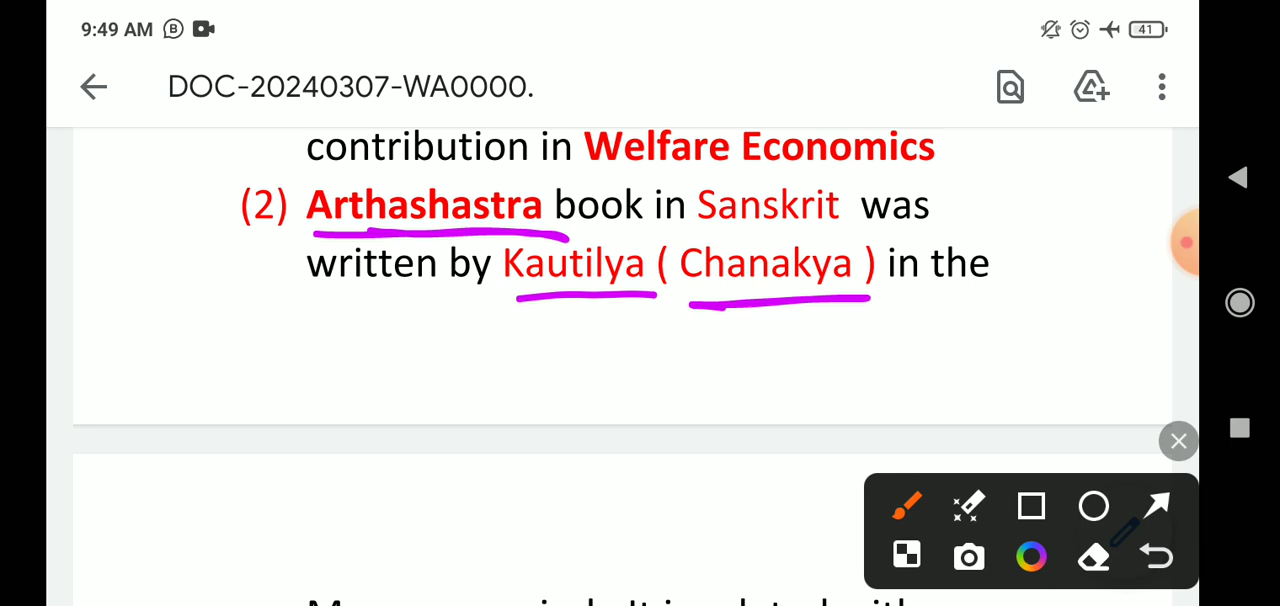 9:49 AM
41
DOC-20240307-WA0000.
contribution in Welfare Economics
(2) Arthashastra book in Sanskrit was
written by Kautilya ( Chanakya ) in the